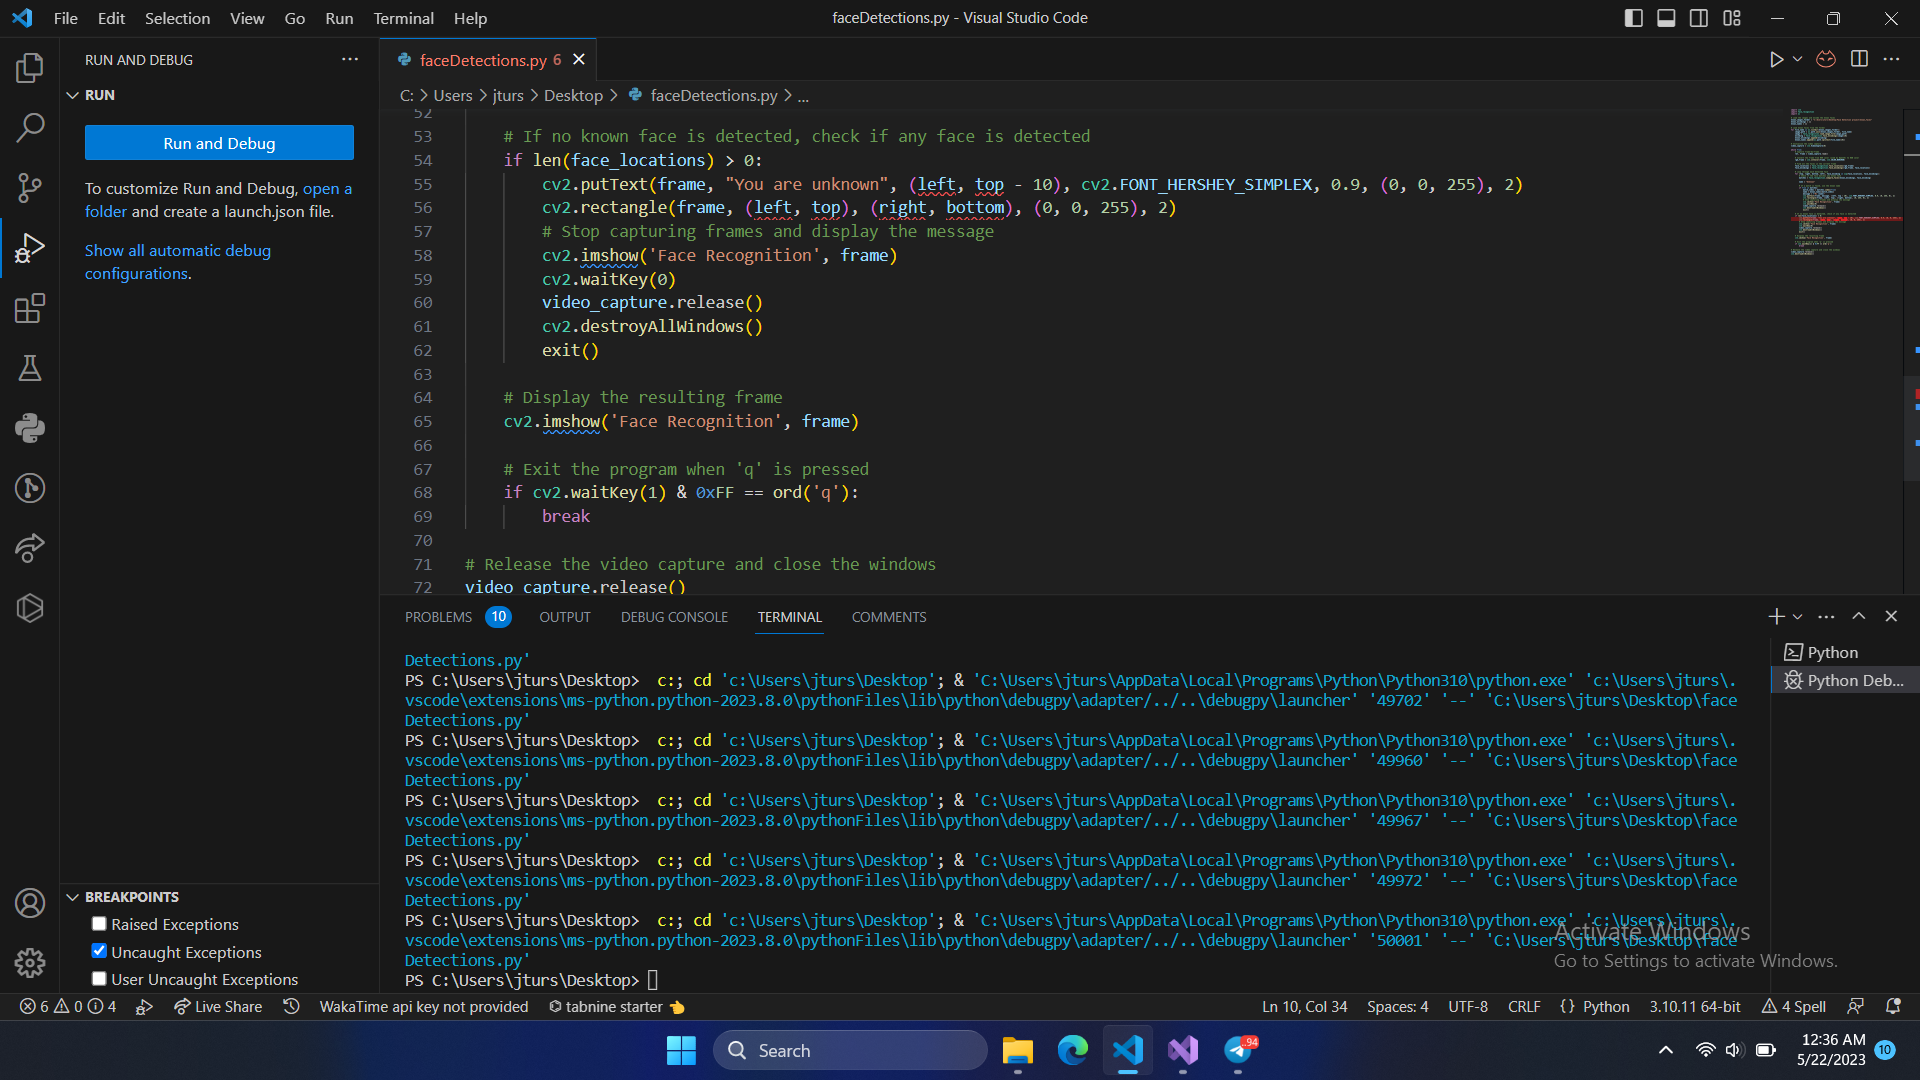 File Edit Selection View Go Run Terminal Help
faceDetections.py - Visual Studio Code
RUN AND DEBUG
RUN
Run and Debug
To customize Run and Debug, open a
folder and create a launch.json file.
Show all automatic debug
configurations.
BREAKPOINTS
Raised Exceptions
Uncaught Exceptions
User Uncaught Exceptions
faceDetections.py 6
C: > Users > jturs > Desktop > faceDetections.py > ...
52
53 # If no known face is detected, check if any face is detected
54 if len(face_locations) > 0:
55 cv2.putText(frame, "You are unknown", (left, top - 10), cv2.FONT_HERSHEY_SIMPLEX, 0.9, (0, 0, 255), 2)
56 cv2.rectangle(frame, (left, top), (right, bottom), (0, 0, 255), 2)
57 # Stop capturing frames and display the message
58 cv2.imshow('Face Recognition', frame)
59 cv2.waitKey(0)
60 video_capture.release()
61 cv2.destroyAllWindows()
62 exit()
63
64 # Display the resulting frame
65 cv2.imshow('Face Recognition', frame)
66
67 # Exit the program when 'q' is pressed
68 if cv2.waitKey(1) & 0xFF == ord('q'):
69 break
70
71 # Release the video capture and close the windows
72 video_capture.release()
PROBLEMS 10 OUTPUT DEBUG CONSOLE TERMINAL COMMENTS
Detections.py'
PS C:\Users\jturs\Desktop> c:; cd 'c:\Users\jturs\Desktop'; & 'C:\Users\jturs\AppData\Local\Programs\Python\Python310\python.exe' 'c:\Users\jturs\.
vscode\extensions\ms-python.python-2023.8.0\pythonFiles\lib\python\debugpy\adapter/../..\debugpy\launcher' '49702' '--' 'C:\Users\jturs\Desktop\face
Detections.py'
PS C:\Users\jturs\Desktop> c:; cd 'c:\Users\jturs\Desktop'; & 'C:\Users\jturs\AppData\Local\Programs\Python\Python310\python.exe' 'c:\Users\jturs\.
vscode\extensions\ms-python.python-2023.8.0\pythonFiles\lib\python\debugpy\adapter/../..\debugpy\launcher' '49960' '--' 'C:\Users\jturs\Desktop\face
Detections.py'
PS C:\Users\jturs\Desktop> c:; cd 'c:\Users\jturs\Desktop'; & 'C:\Users\jturs\AppData\Local\Programs\Python\Python310\python.exe' 'c:\Users\jturs\.
vscode\extensions\ms-python.python-2023.8.0\pythonFiles\lib\python\debugpy\adapter/../..\debugpy\launcher' '49967' '--' 'C:\Users\jturs\Desktop\face
Detections.py'
PS C:\Users\jturs\Desktop> c:; cd 'c:\Users\jturs\Desktop'; & 'C:\Users\jturs\AppData\Local\Programs\Python\Python310\python.exe' 'c:\Users\jturs\.
vscode\extensions\ms-python.python-2023.8.0\pythonFiles\lib\python\debugpy\adapter/../..\debugpy\launcher' '49972' '--' 'C:\Users\jturs\Desktop\face
Detections.py'
PS C:\Users\jturs\Desktop> c:; cd 'c:\Users\jturs\Desktop'; & 'C:\Users\jturs\AppData\Local\Programs\Python\Python310\python.exe' 'c:\Users\jturs\.
vscode\extensions\ms-python.python-2023.8.0\pythonFiles\lib\python\debugpy\adapter/../..\debugpy\launcher' '50001' '--' 'C:\Users\jturs\Desktop\face
Detections.py'
PS C:\Users\jturs\Desktop>
Python
Python Deb...
Activate Windows
Go to Settings to activate Windows.
6 0 4 Live Share WakaTime api key not provided tabnine starter Ln 10, Col 34 Spaces: 4 UTF-8 CRLF {} Python 3.10.11 64-bit 4 Spell
Search
94
12:36 AM
5/22/2023
10